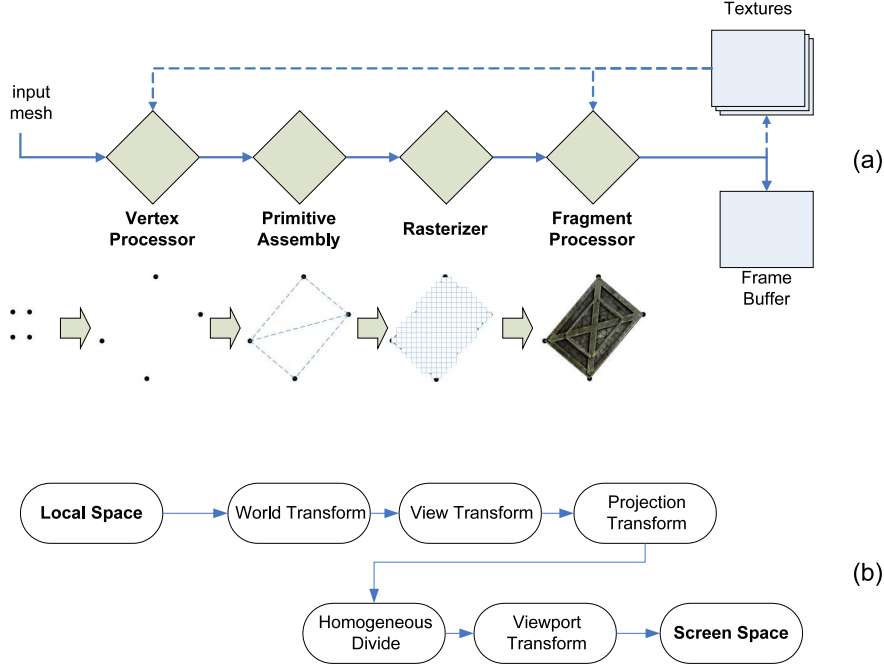 Textures
input
mesh
(a)
Vertex
Processor
Primitive
Assembly
Rasterizer
Fragment
Processor
Frame
Buffer
Local Space
World Transform
View Transform
Projection
Transform
(b)
Homogeneous
Divide
Viewport
Transform
Screen Space